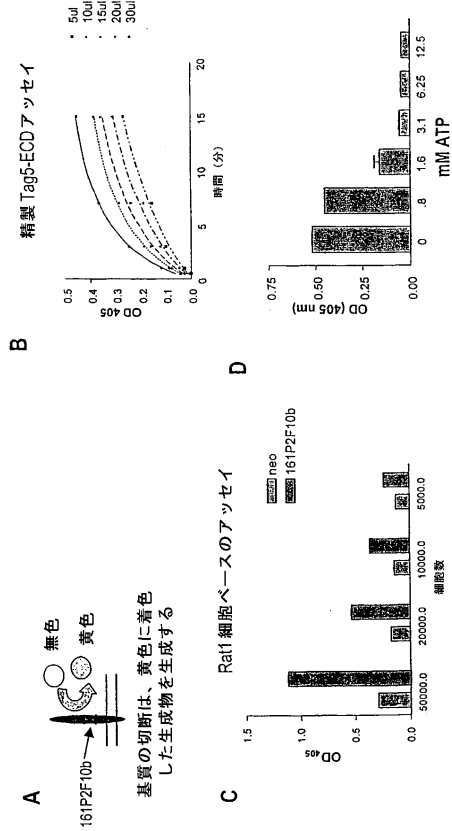 A
161P2F10b
無色
黄色
基質の切断は、黄色に着色
した生成物を生成する
B
精製 Tag5-ECDアッセイ
OD 405
0.5
0.4
0.3
0.2
0.1
0.0
0
5
10
15
20
時間 (分)
5ul
10ul
15ul
20ul
30ul
C
Rat1 細胞ベースのアッセイ
OD405
1.5
1.0
0.5
0.0
neo
161P2F10b
50000.0
20000.0
10000.0
5000.0
細胞数
D
OD (405 nm)
0.75
0.50
0.25
0.00
0
.8
1.6
3.1
6.25
12.5
mM ATP